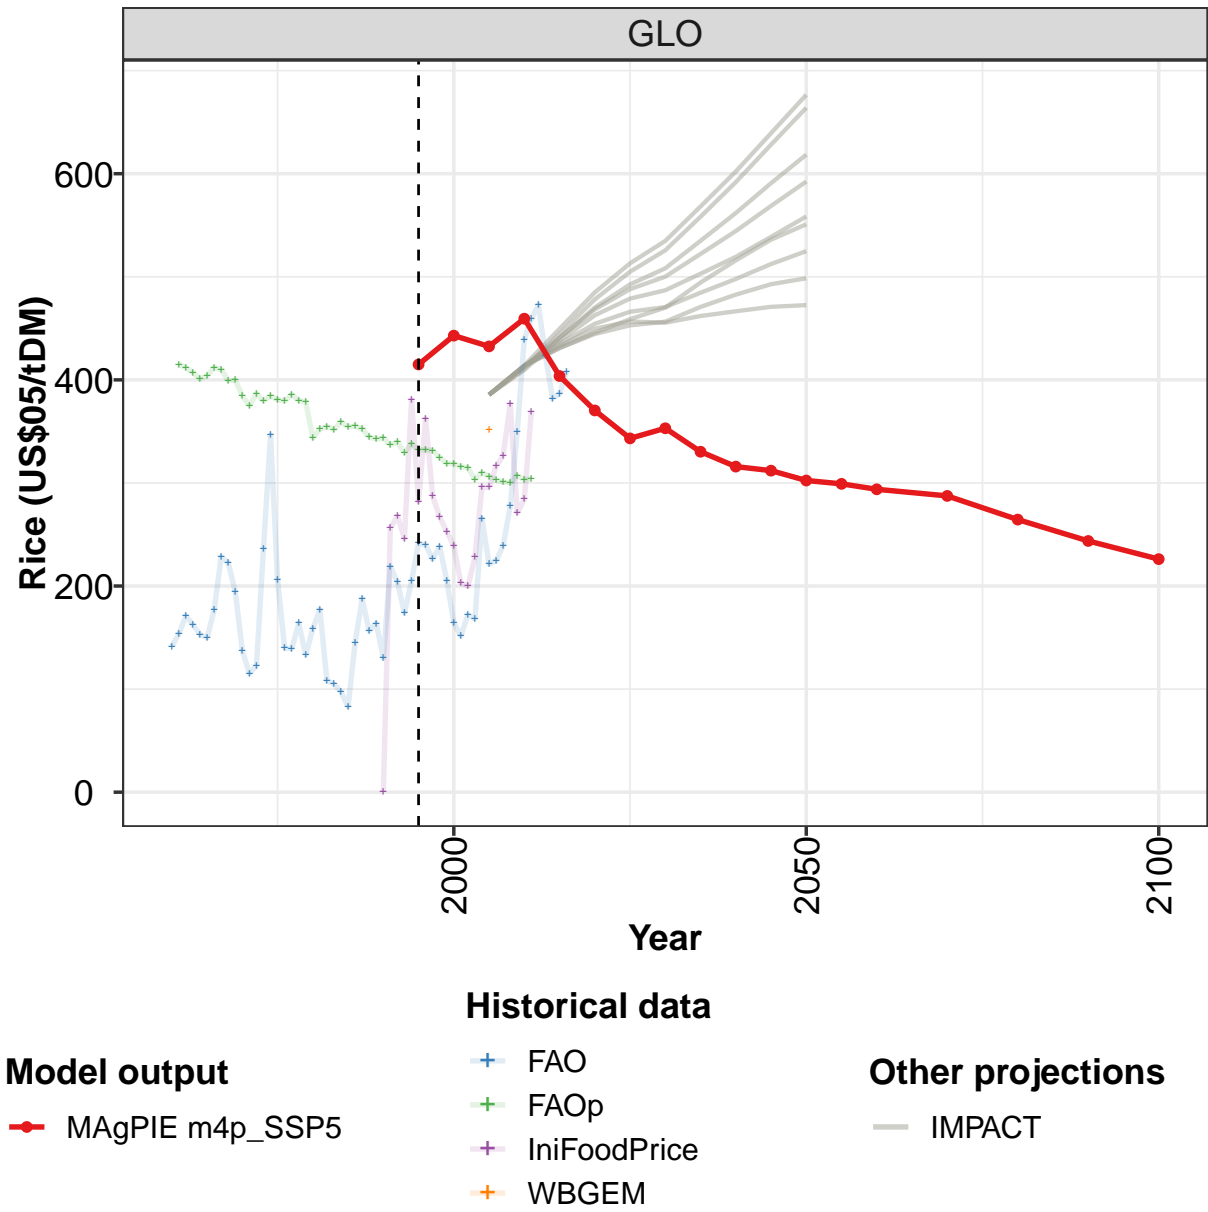 GLO
Rice (US$05/tDM)
600
400
200
0
2000
2050
2100
Year
Historical data
Model output
Other projections
MAgPIE m4p_SSP5
FAO
FAOp
IniFoodPrice
WBGEM
IMPACT